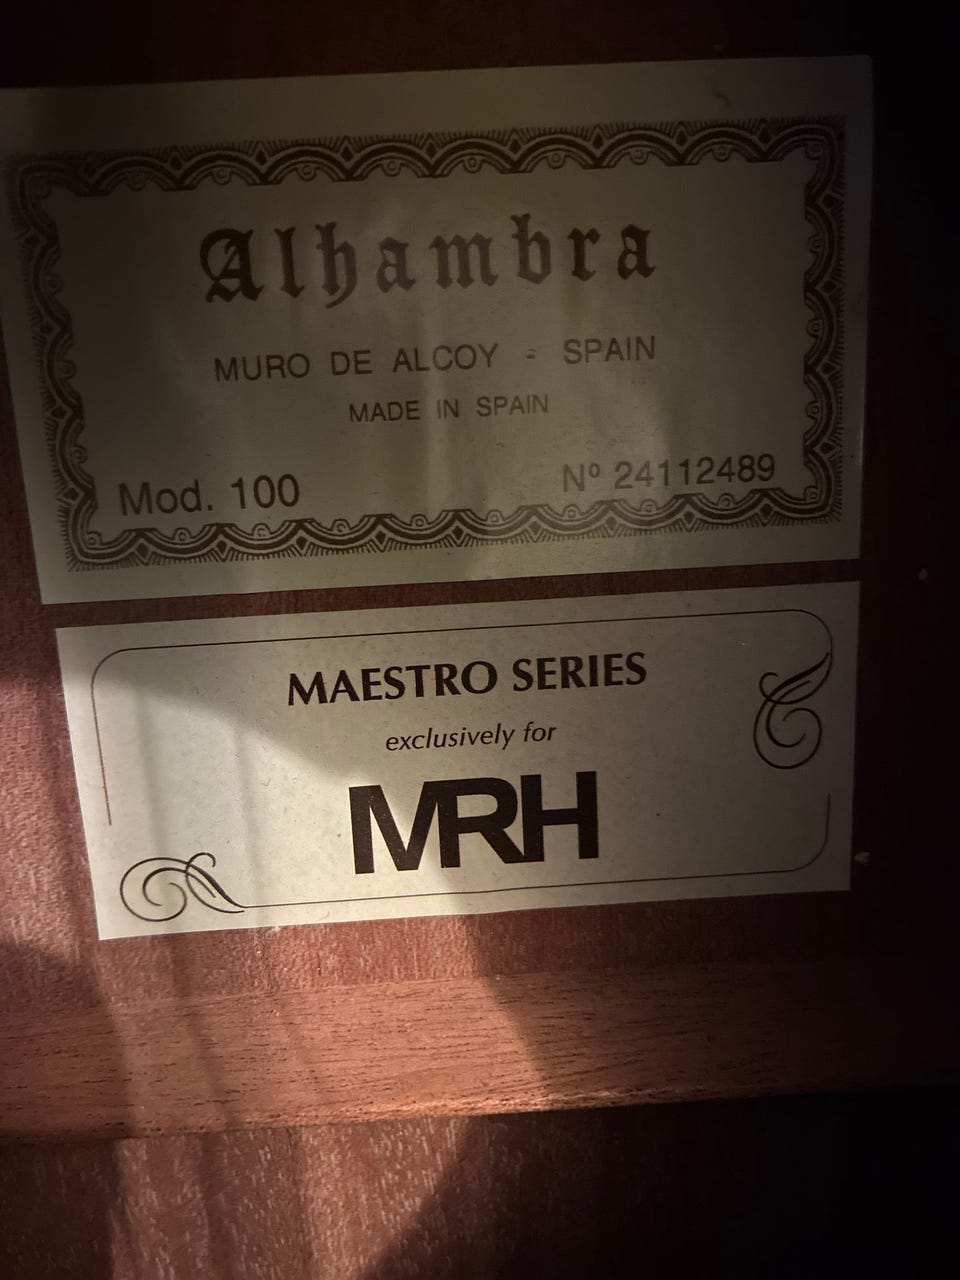 Alhambra
MURO DE ALCOY - SPAIN
MADE IN SPAIN
Mod. 100 Nº 24112489
MAESTRO SERIES
exclusively for
MRH